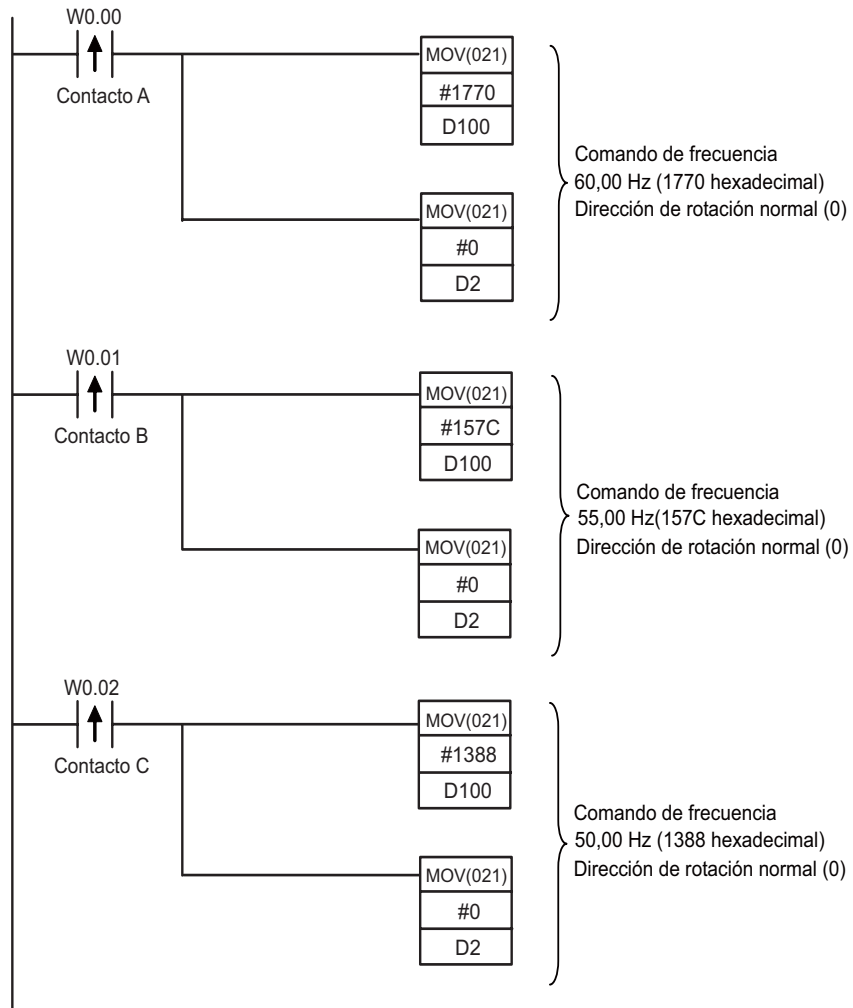 W0.00
Contacto A
MOV(021)
#1770
D100
MOV(021)
#0
D2
Comando de frecuencia
60,00 Hz (1770 hexadecimal)
Dirección de rotación normal (0)
W0.01
Contacto B
MOV(021)
#157C
D100
MOV(021)
#0
D2
Comando de frecuencia
55,00 Hz(157C hexadecimal)
Dirección de rotación normal (0)
W0.02
Contacto C
MOV(021)
#1388
D100
MOV(021)
#0
D2
Comando de frecuencia
50,00 Hz (1388 hexadecimal)
Dirección de rotación normal (0)